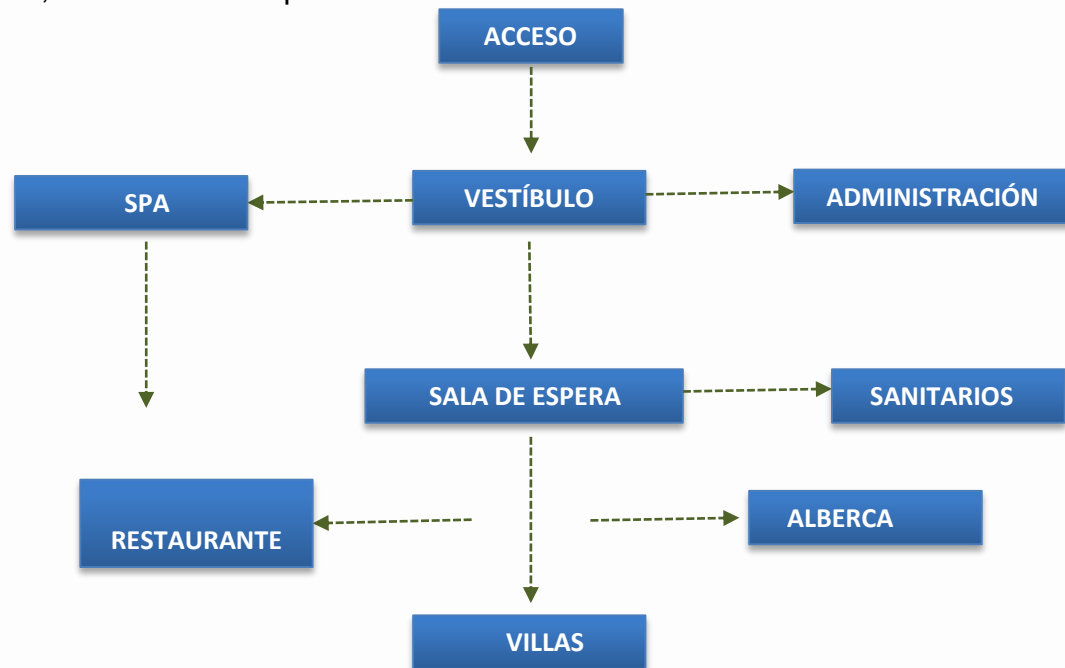 ACCESO
SPA
VESTÍBULO
ADMINISTRACIÓN
SALA DE ESPERA
SANITARIOS
RESTAURANTE
ALBERCA
VILLAS